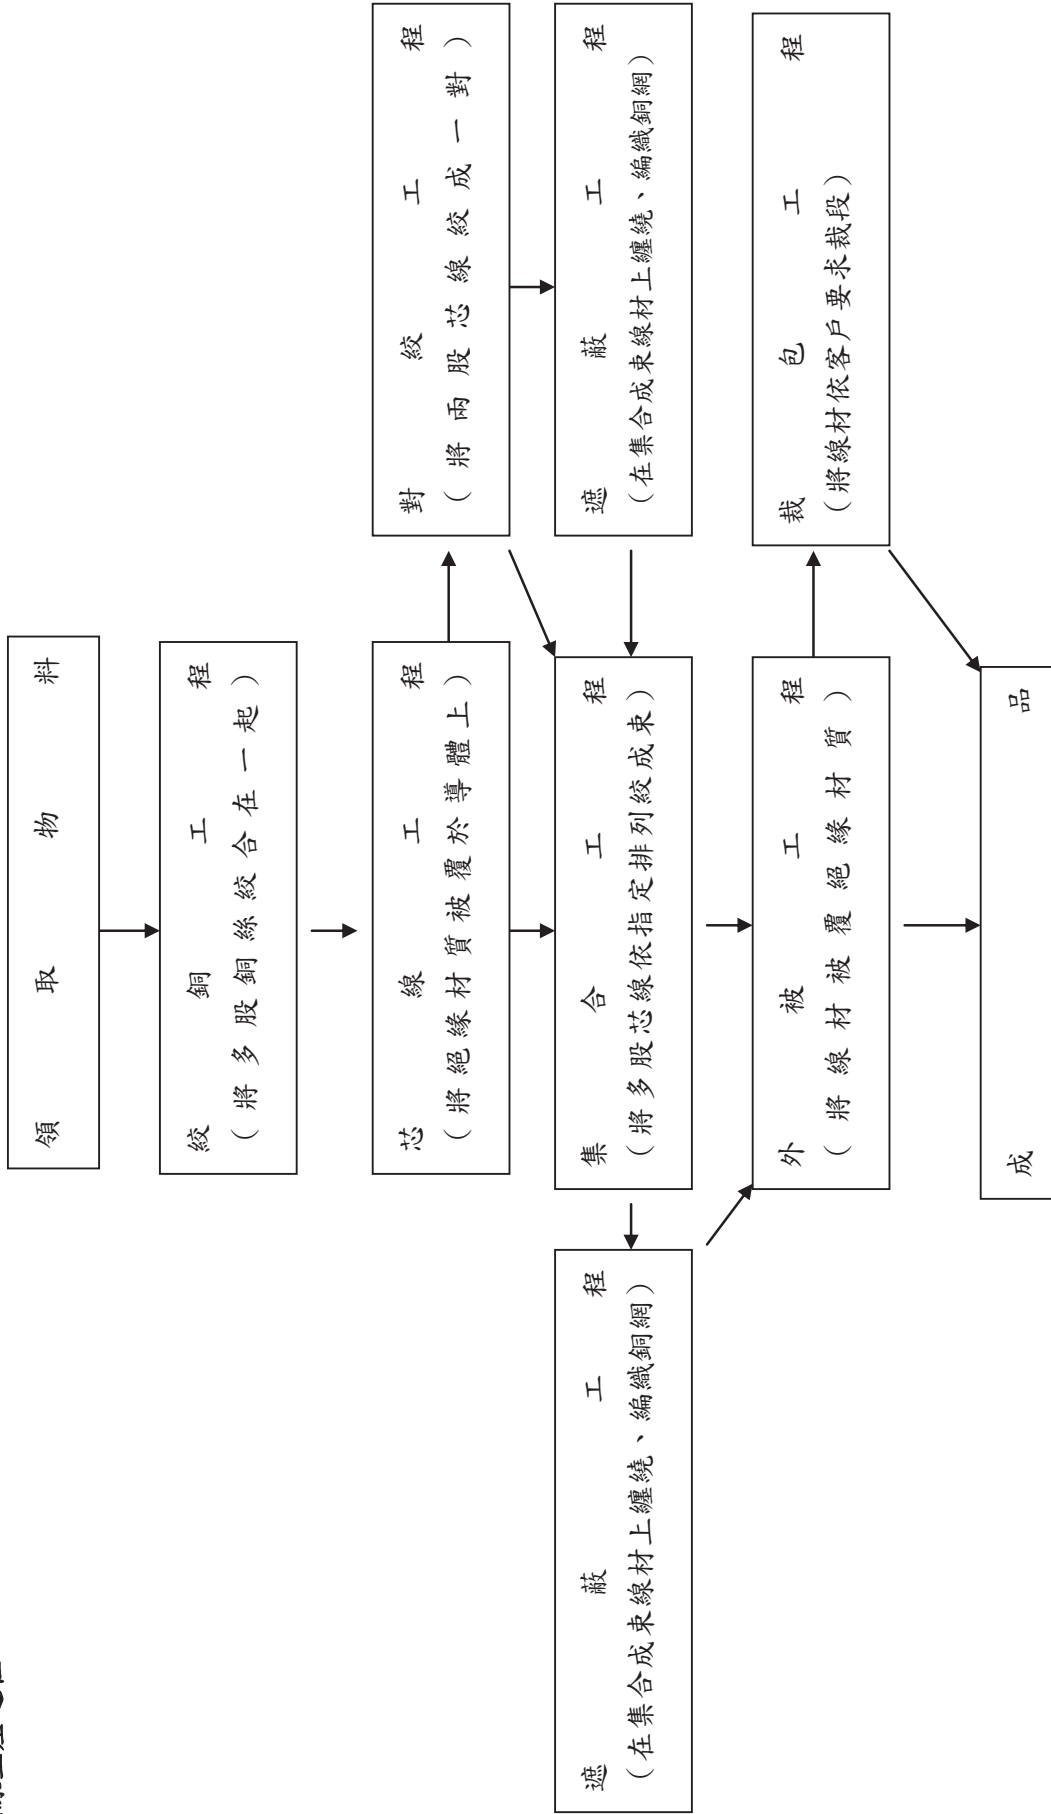 領取物料
絞銅工程
（將多股銅絲絞合在一起）
芯線工程
（將絕緣材質被覆於導體上）
對絞工程
（將兩股芯線絞成一對）
遮蔽工程
（在集合成束線材上纏繞、編織銅網）
集合工程
（將多股芯線依指定排列絞成束）
遮蔽工程
（在集合成束線材上纏繞、編織銅網）
外被工程
（將線材被覆絕緣材質）
裁包工程
（將線材依客戶要求裁段）
成品